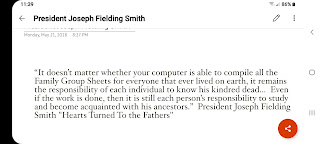 11:39
86%
President Joseph Fielding Smith
Monday, May 13, 2019 8:37 PM
“It doesn't matter whether your computer is able to compile all the
Family Group Sheets for everyone that ever lived on earth, it remains
the responsibility of each individual to know his kindred dead... Even
if the work is done, then it is still each person's responsibility to study
and become acquainted with his ancestors.” President Joseph Fielding
Smith "Hearts Turned To the Fathers"